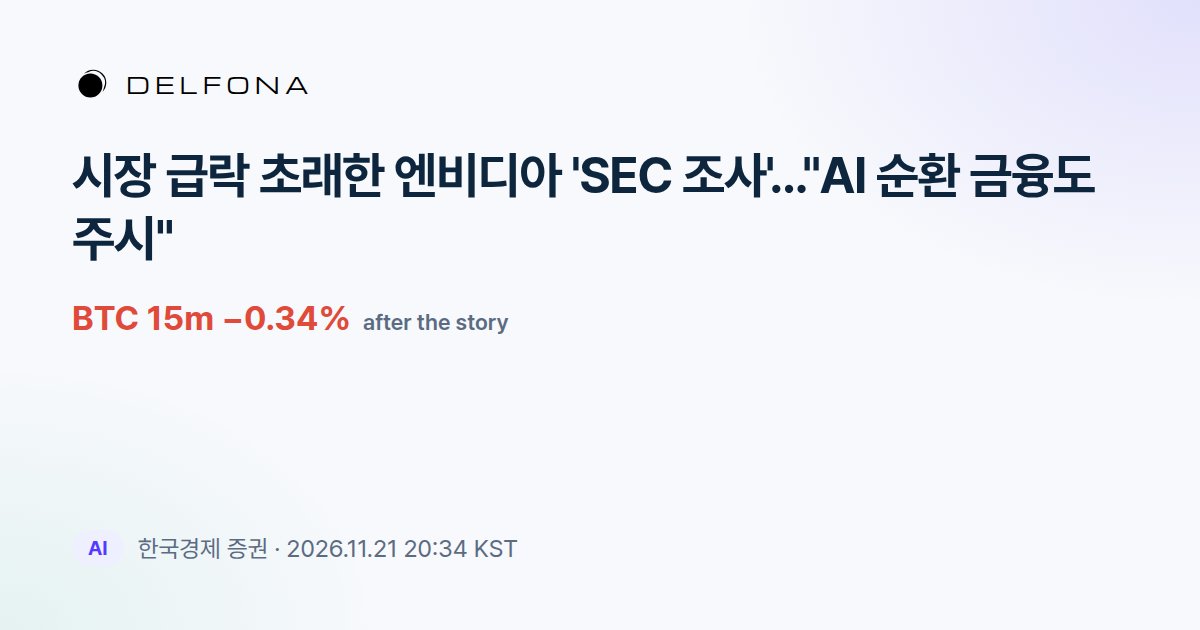 DELFONA
시장 급락 초래한 엔비디아 'SEC 조사'..."AI 순환 금융도
주시"
BTC 15m −0.34% after the story
AI 한국경제 증권 · 2026.11.21 20:34 KST